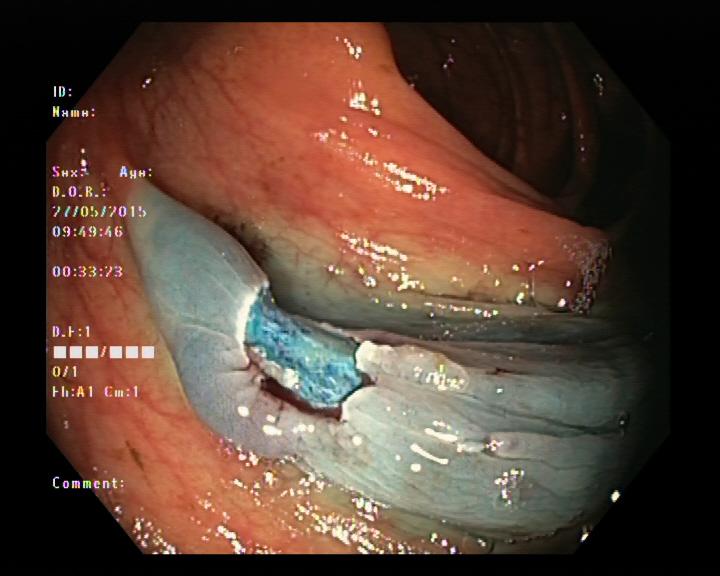 ID:
Name:
Sex: Age:
D.O.B.:
27/05/2015
09:49:46
00:33:23
D.F:1
■■■/■■■
0/1
Eh:A1 Cm:1
Comment: